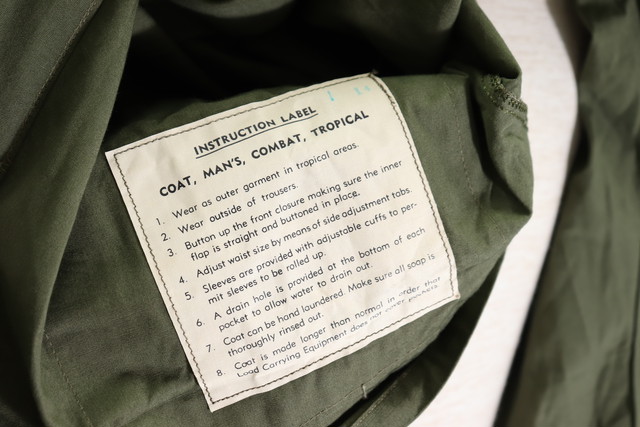 INSTRUCTION LABEL
COAT, MAN'S, COMBAT, TROPICAL
1. Wear as outer garment in tropical areas.
2. Wear outside of trousers.
3. Button up the front closure making sure the inner
flap is straight and buttoned in place.
4. Adjust waist size by means of side adjustment tabs.
5. Sleeves are provided with adjustable cuffs to per-
mit sleeves to be rolled up.
6. A drain hole is provided at the bottom of each
pocket to allow water to drain out.
7. Coat can be hand laundered. Make sure all soap is
thoroughly rinsed out.
8. Coat is made longer than normal in order that
Load Carrying Equipment does not cover pockets.